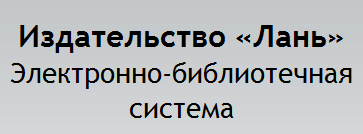 Издательство «Лань»
Электронно-библиотечная
система